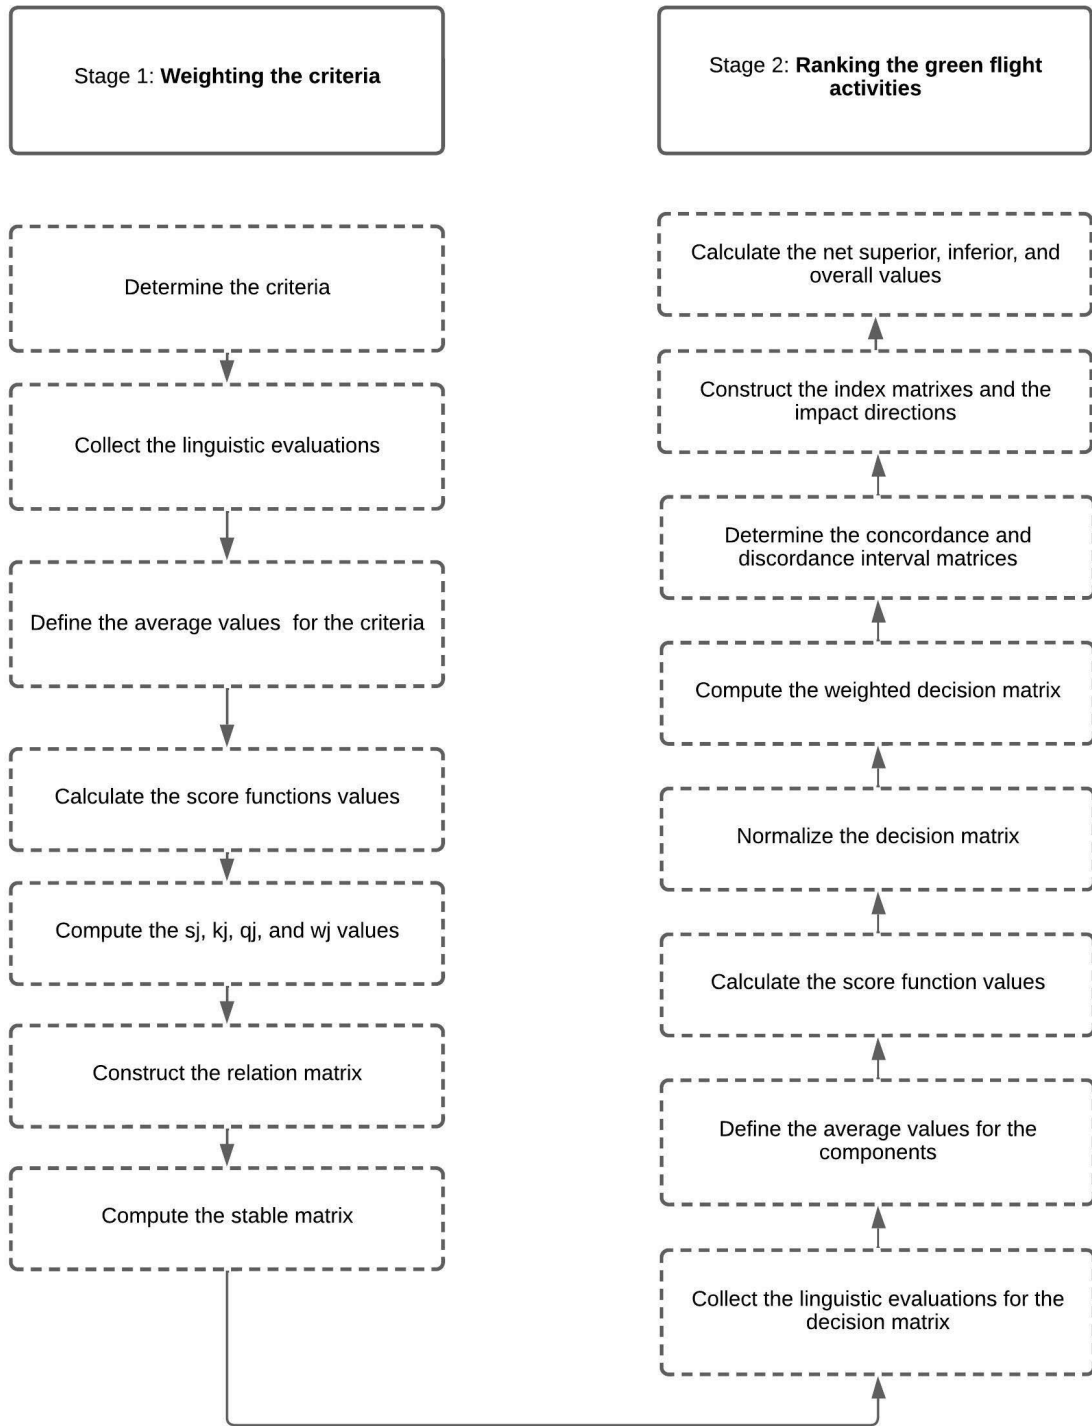 Stage 1: Weighting the criteria
Determine the criteria
Collect the linguistic evaluations
Define the average values  for the criteria
Calculate the score functions values
Compute the sj, kj, qj, and wj values
Construct the relation matrix
Compute the stable matrix
Stage 2: Ranking the green flight
activities
Calculate the net superior, inferior, and
overall values
Construct the index matrixes and the
impact directions
Determine the concordance and
discordance interval matrices
Compute the weighted decision matrix
Normalize the decision matrix
Calculate the score function values
Define the average values for the
components
Collect the linguistic evaluations for the
decision matrix